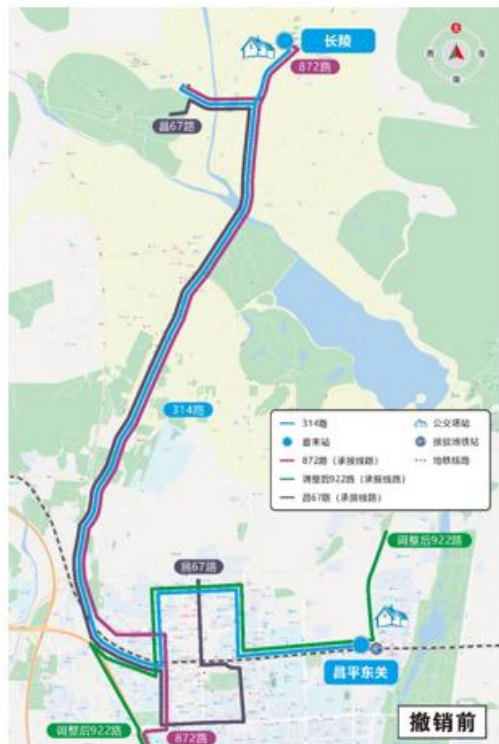 长陵
872路
北
西
东
南
昌67路
314路
314路
首末站
872路（承接线路）
调整后922路（承接线路）
昌67路（承接线路）
公交场站
接驳地铁站
地铁线路
调整后922路
昌67路
昌平东关
调整后922路
872路
撤销前